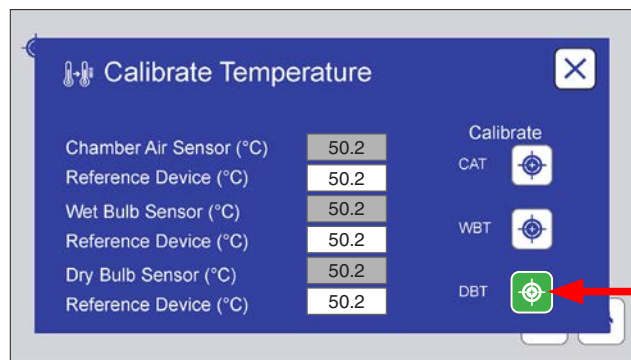 Calibrate Temperature
Calibrate
Chamber Air Sensor (°C) 50.2 CAT
Reference Device (°C) 50.2
Wet Bulb Sensor (°C) 50.2 WBT
Reference Device (°C) 50.2
Dry Bulb Sensor (°C) 50.2 DBT
Reference Device (°C) 50.2